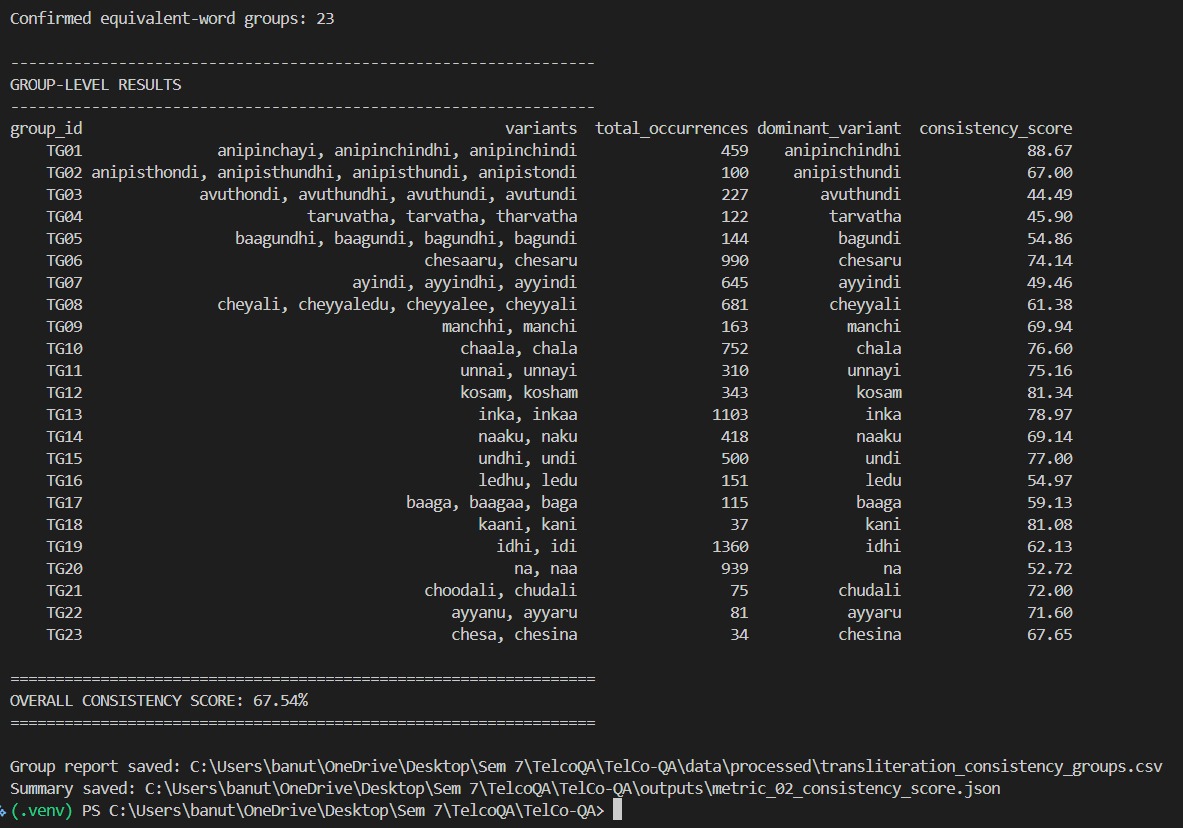 Confirmed equivalent-word groups: 23
-----------------------------------------------------------------
GROUP-LEVEL RESULTS
-----------------------------------------------------------------
group_id variants total_occurrences dominant_variant consistency_score
TG01 anipinchayi, anipinchindhi, anipinchindi 459 anipinchindhi 88.67
TG02 anipisthondi, anipisthundhi, anipisthundi, anipistondi 100 anipisthundi 67.00
TG03 avuthondi, avuthundhi, avuthundi, avutundi 227 avuthundi 44.49
TG04 taruvatha, tarvatha, tharvatha 122 tarvatha 45.90
TG05 baagundhi, baagundi, bagundhi, bagundi 144 bagundi 54.86
TG06 chesaaru, chesaru 990 chesaru 74.14
TG07 ayindi, ayyindhi, ayyindi 645 ayyindi 49.46
TG08 cheyali, cheyyaledu, cheyyalee, cheyyali 681 cheyyali 61.38
TG09 manchhi, manchi 163 manchi 69.94
TG10 chaala, chala 752 chala 76.60
TG11 unnai, unnayi 310 unnayi 75.16
TG12 kosam, kosham 343 kosam 81.34
TG13 inka, inkaa 1103 inka 78.97
TG14 naaku, naku 418 naaku 69.14
TG15 undhi, undi 500 undi 77.00
TG16 ledhu, ledu 151 ledu 54.97
TG17 baaga, baagaa, baga 115 baaga 59.13
TG18 kaani, kani 37 kani 81.08
TG19 idhi, idi 1360 idhi 62.13
TG20 na, naa 939 na 52.72
TG21 choodali, chudali 75 chudali 72.00
TG22 ayyanu, ayyaru 81 ayyaru 71.60
TG23 chesa, chesina 34 chesina 67.65
=================================================================
OVERALL CONSISTENCY SCORE: 67.54%
=================================================================
Group report saved: C:\Users\banut\OneDrive\Desktop\Sem 7\TelcoQA\TelCo-QA\data\processed\transliteration_consistency_groups.csv
Summary saved: C:\Users\banut\OneDrive\Desktop\Sem 7\TelcoQA\TelCo-QA\outputs\metric_02_consistency_score.json
(.venv) PS C:\Users\banut\OneDrive\Desktop\Sem 7\TelcoQA\TelCo-QA>